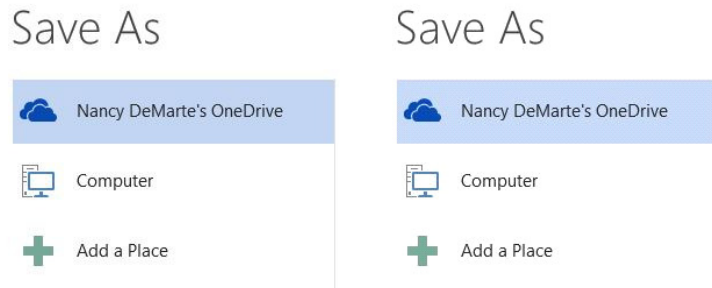 Save As
Nancy DeMarte's OneDrive
Computer
Add a Place
Save As
Nancy DeMarte's OneDrive
Computer
Add a Place